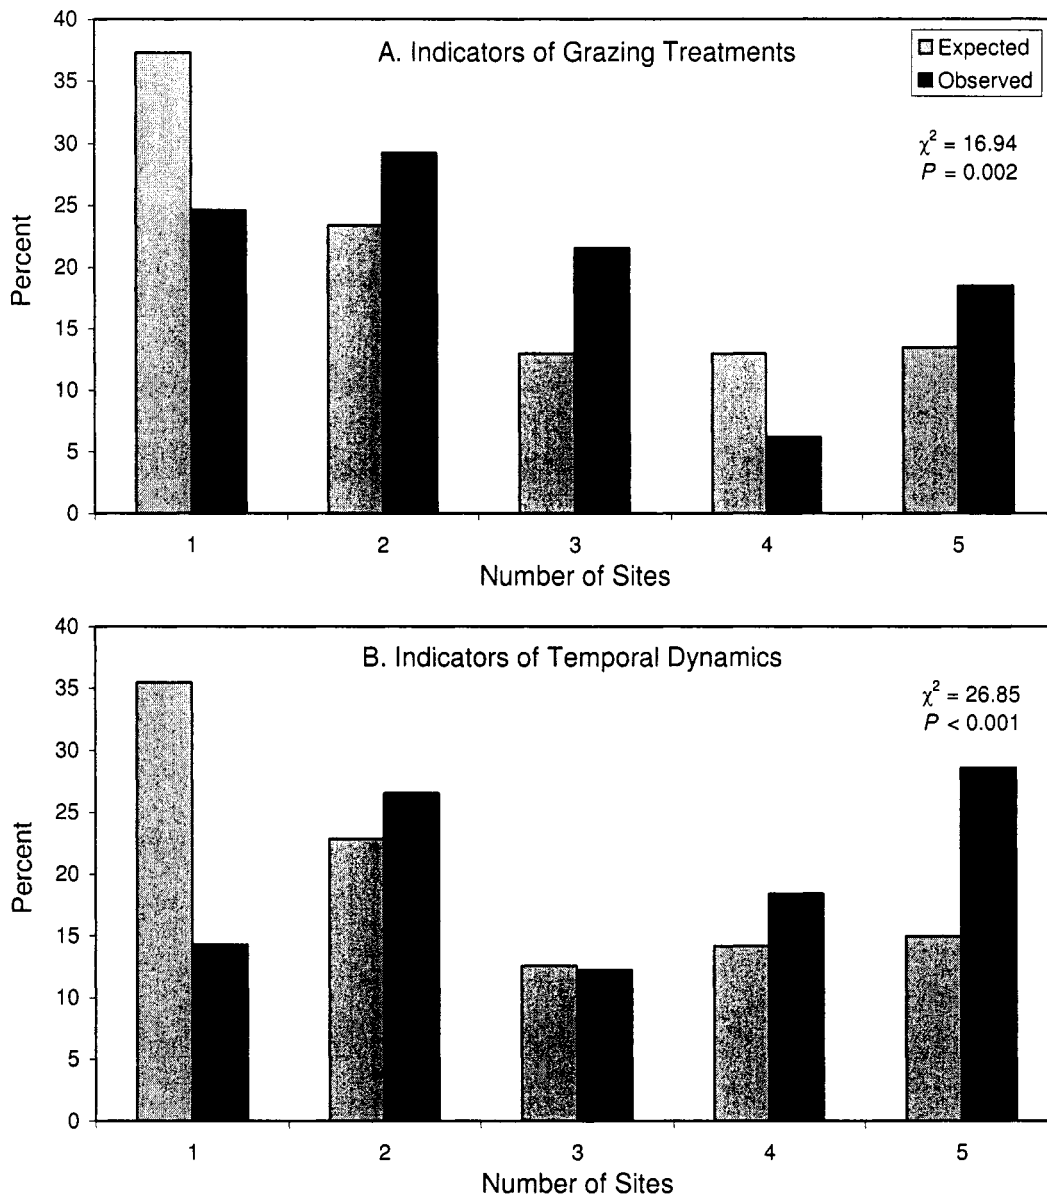 A. Indicators of Grazing Treatments
Expected
Observed
χ² = 16.94
P = 0.002
40
35
30
25
20
15
10
5
0
Percent
1 2 3 4 5
Number of Sites
B. Indicators of Temporal Dynamics
χ² = 26.85
P < 0.001
40
35
30
25
20
15
10
5
0
Percent
1 2 3 4 5
Number of Sites